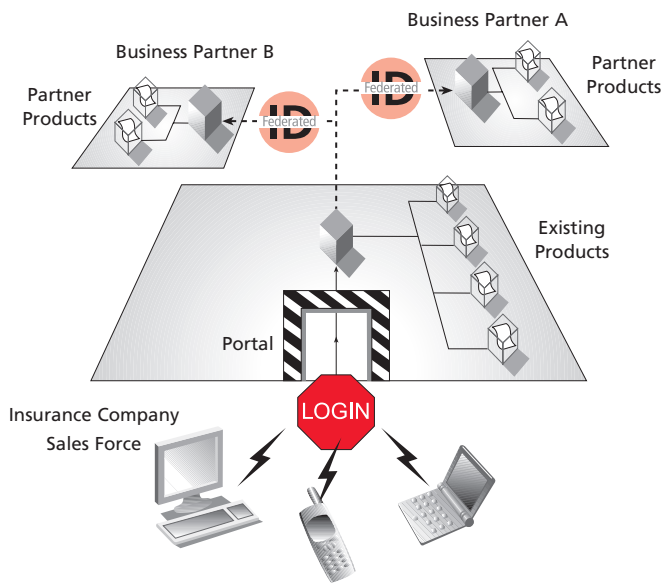 Business Partner A
Business Partner B
Partner
Products
ID
Federated
Partner
Products
ID
Federated
Existing
Products
Portal
LOGIN
Insurance Company
Sales Force